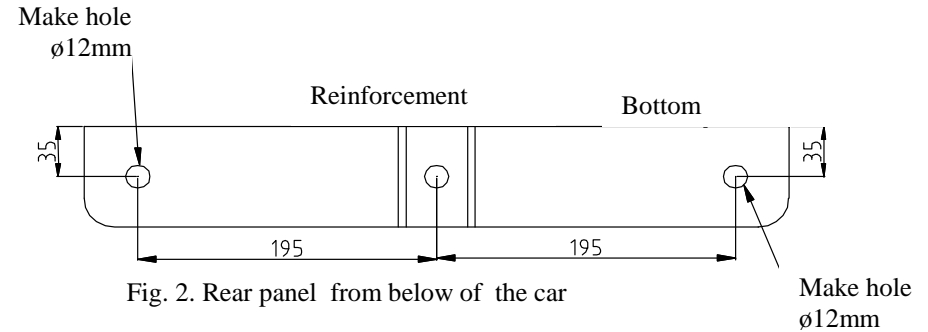 Make hole
ø12mm
Reinforcement
Bottom
35
35
195
195
Fig. 2. Rear panel from below of the car
Make hole
ø12mm